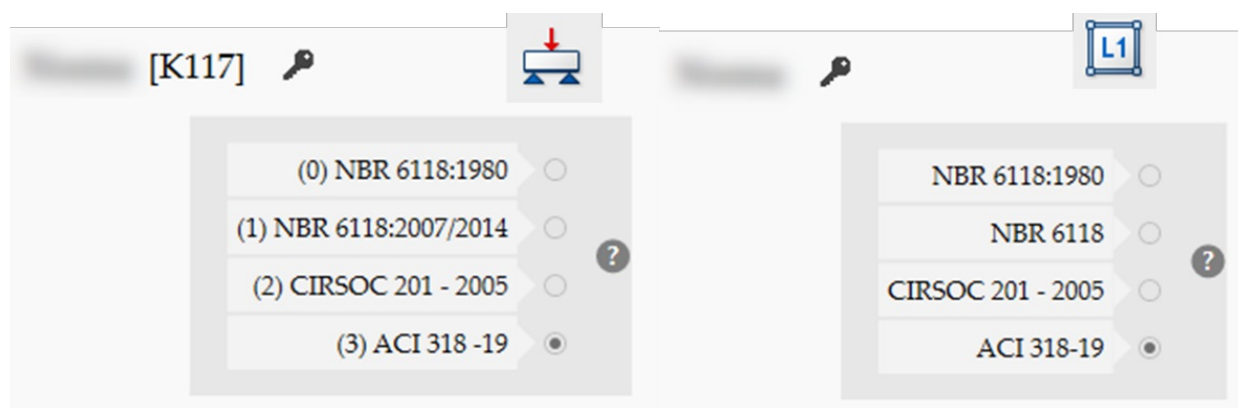 [K117]
(0) NBR 6118:1980
(1) NBR 6118:2007/2014
(2) CIRSOC 201 - 2005
(3) ACI 318 -19
?
L1
NBR 6118:1980
NBR 6118
CIRSOC 201 - 2005
ACI 318-19
?